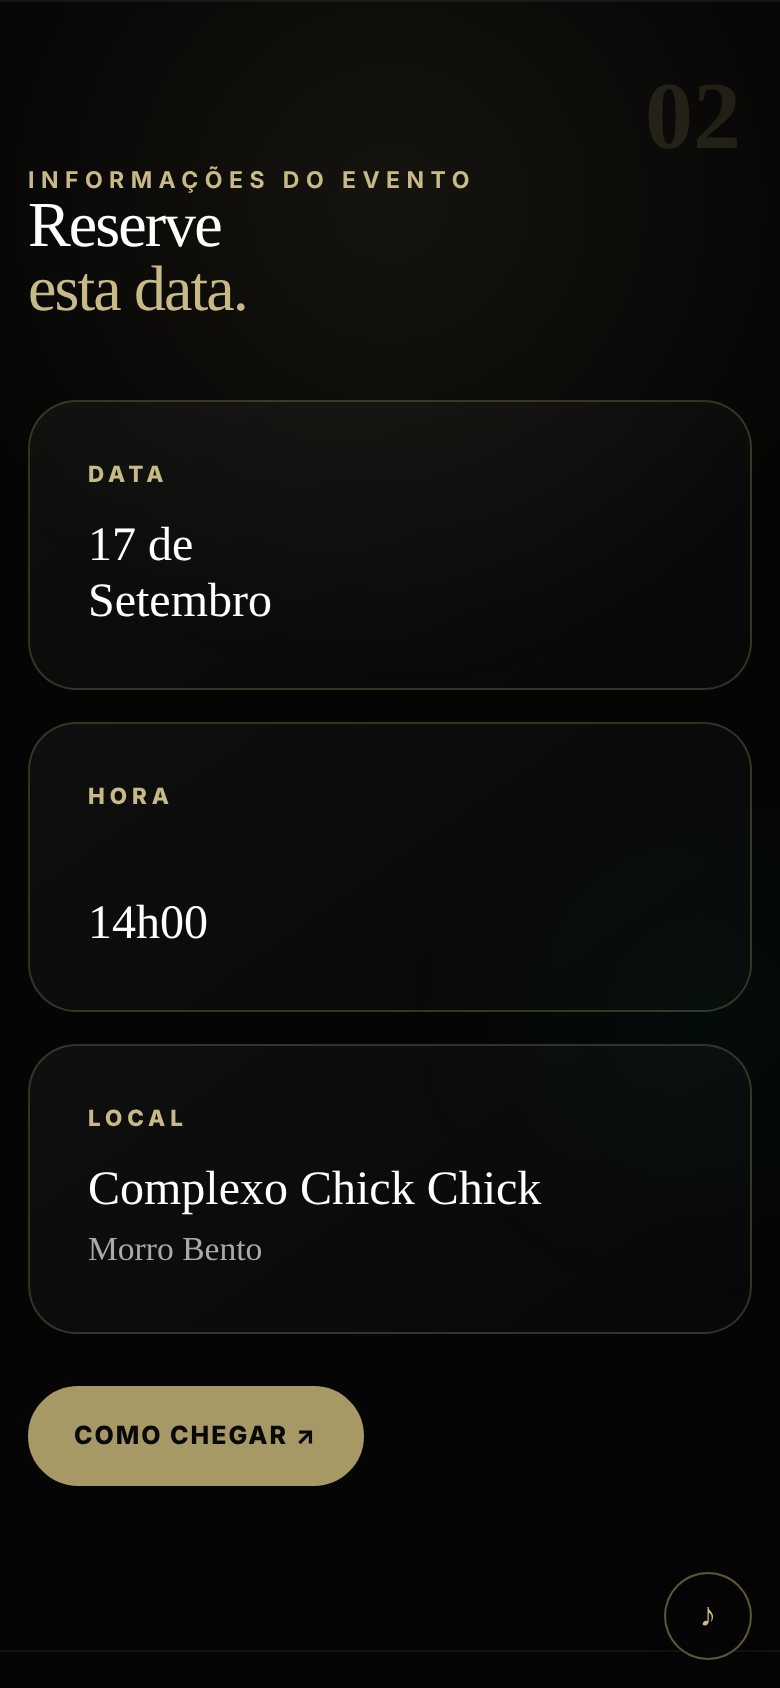 02
INFORMAÇÕES DO EVENTO
Reserve
esta data.
DATA
17 de
Setembro
HORA
14h00
LOCAL
Complexo Chick Chick
Morro Bento
COMO CHEGAR ↗
♪